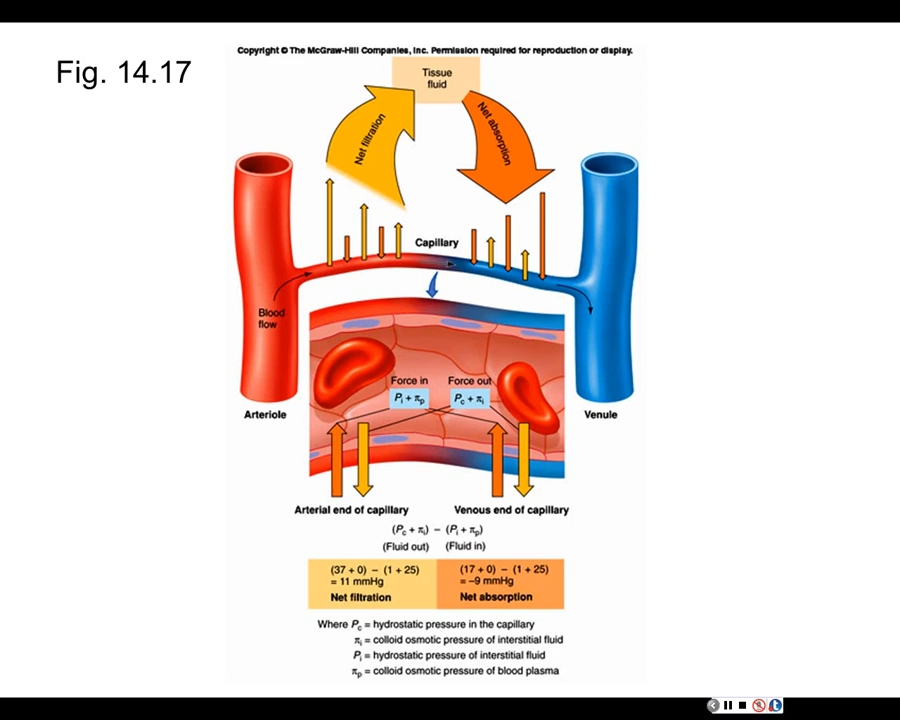 Copyright © The McGraw-Hill Companies, Inc. Permission required for reproduction or display.
Fig. 14.17
Tissue
fluid
Net filtration
Net absorption
Capillary
Blood
flow
Force in
Force out
Pi + πp
Pc + πi
Arteriole
Venule
Arterial end of capillary
Venous end of capillary
(Pc + πi) – (Pi + πp)
(Fluid out)
(Fluid in)
(37 + 0) – (1 + 25)
= 11 mmHg
Net filtration
(17 + 0) – (1 + 25)
= –9 mmHg
Net absorption
Where Pc = hydrostatic pressure in the capillary
πi = colloid osmotic pressure of interstitial fluid
Pi = hydrostatic pressure of interstitial fluid
πp = colloid osmotic pressure of blood plasma